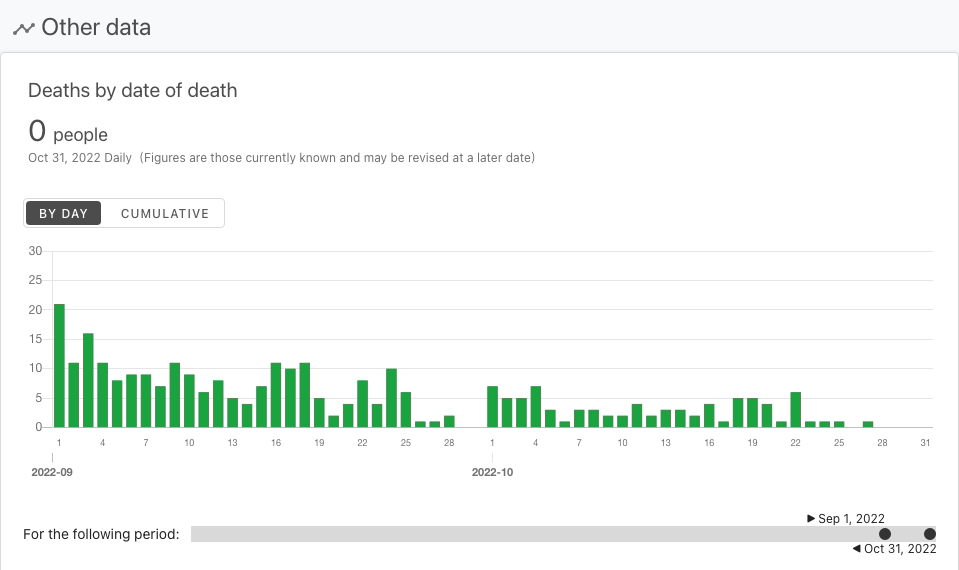 Other data
Deaths by date of death
0 people
Oct 31, 2022 Daily (Figures are those currently known and may be revised at a later date)
BY DAY CUMULATIVE
30
25
20
15
10
5
0
1 4 7 10 13 16 19 22 25 28 1 4 7 10 13 16 19 22 25 28 31
2022-09 2022-10
Sep 1, 2022
For the following period:
Oct 31, 2022